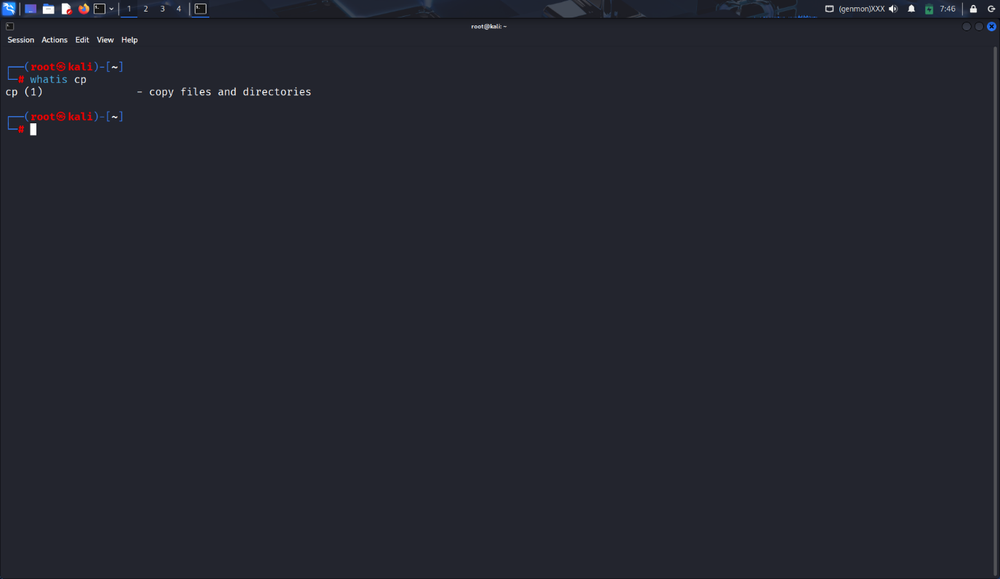 1 2 3 4 (genmon)XXX 7:46
root@kali: ~
Session Actions Edit View Help
┌──(root㉿kali)-[~]
└─# whatis cp
cp (1)               - copy files and directories
┌──(root㉿kali)-[~]
└─#